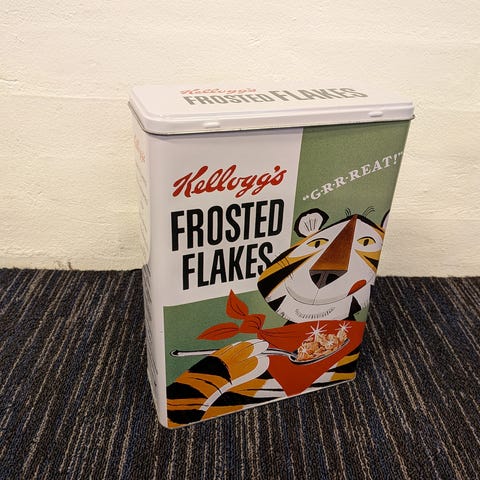 Kellogg's
FROSTED FLAKES
Kellogg's
FROSTED
FLAKES
"G·R·R·REAT!"